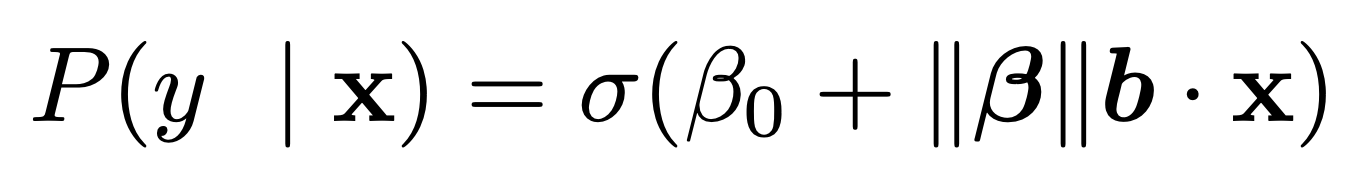 P(y | 𝐱) = σ(β₀ + ‖𝜷‖𝒃 · 𝐱)